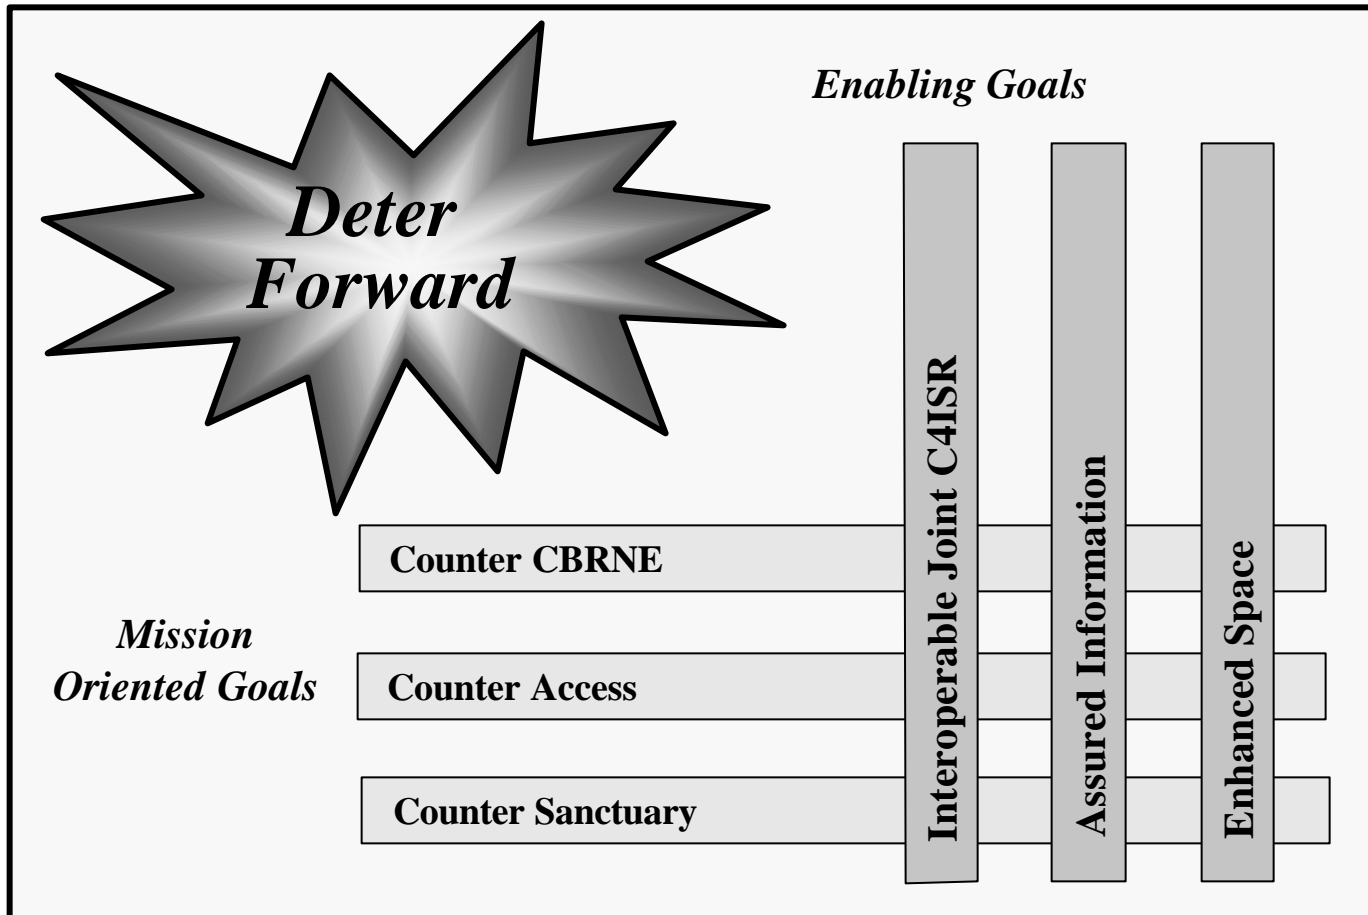 Enabling Goals
Deter
Forward
Counter CBRNE
Mission
Oriented Goals
Counter Access
Counter Sanctuary
Interoperable Joint C4ISR
Assured Information
Enhanced Space